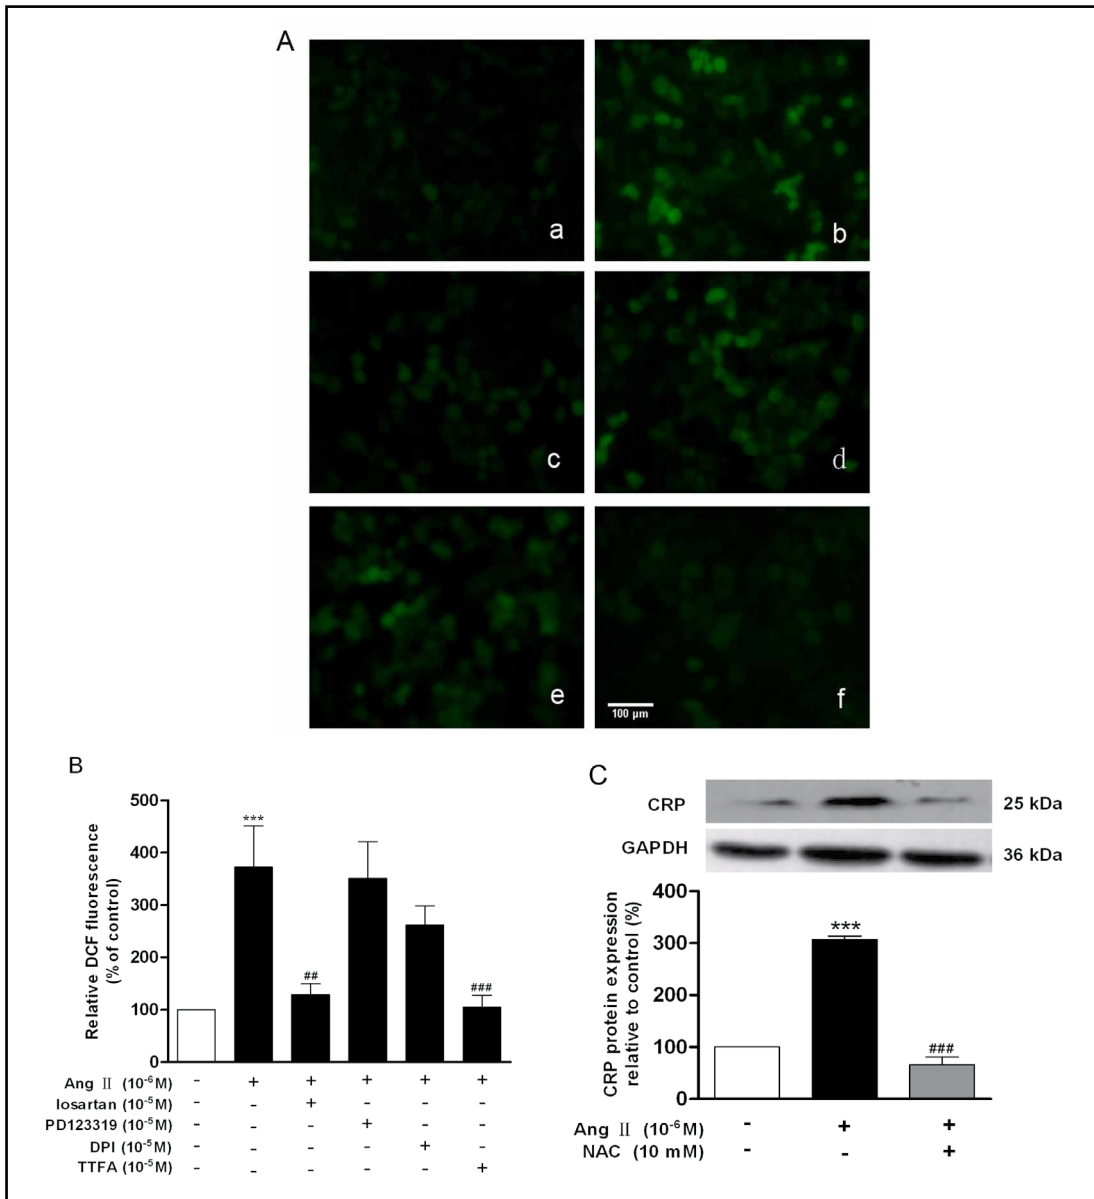 A
a
b
c
d
e
f
100 µm
B
Relative DCF fluorescence
(% of control)
500
400
300
200
100
0
***
##
###
Ang Ⅱ (10⁻⁶M) - + + + + +
losartan (10⁻⁵M) - - + - - -
PD123319 (10⁻⁵M) - - - + - -
DPI (10⁻⁵M) - - - - + -
TTFA (10⁻⁵M) - - - - - +
C
CRP 25 kDa
GAPDH 36 kDa
CRP protein expression
relative to control (%)
400
300
200
100
0
***
###
Ang Ⅱ (10⁻⁶M) - + +
NAC (10 mM) - - +